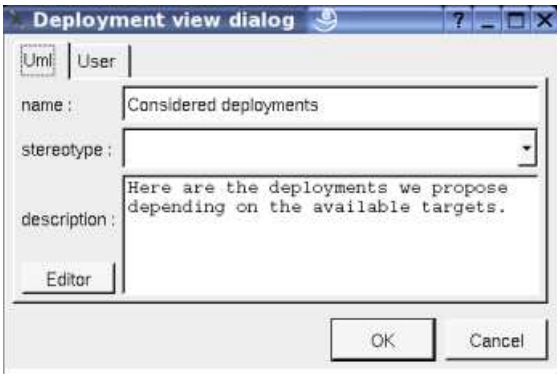 Deployment view dialog
Uml User
name : Considered deployments
stereotype :
Here are the deployments we propose
depending on the available targets.
description :
Editor
OK Cancel